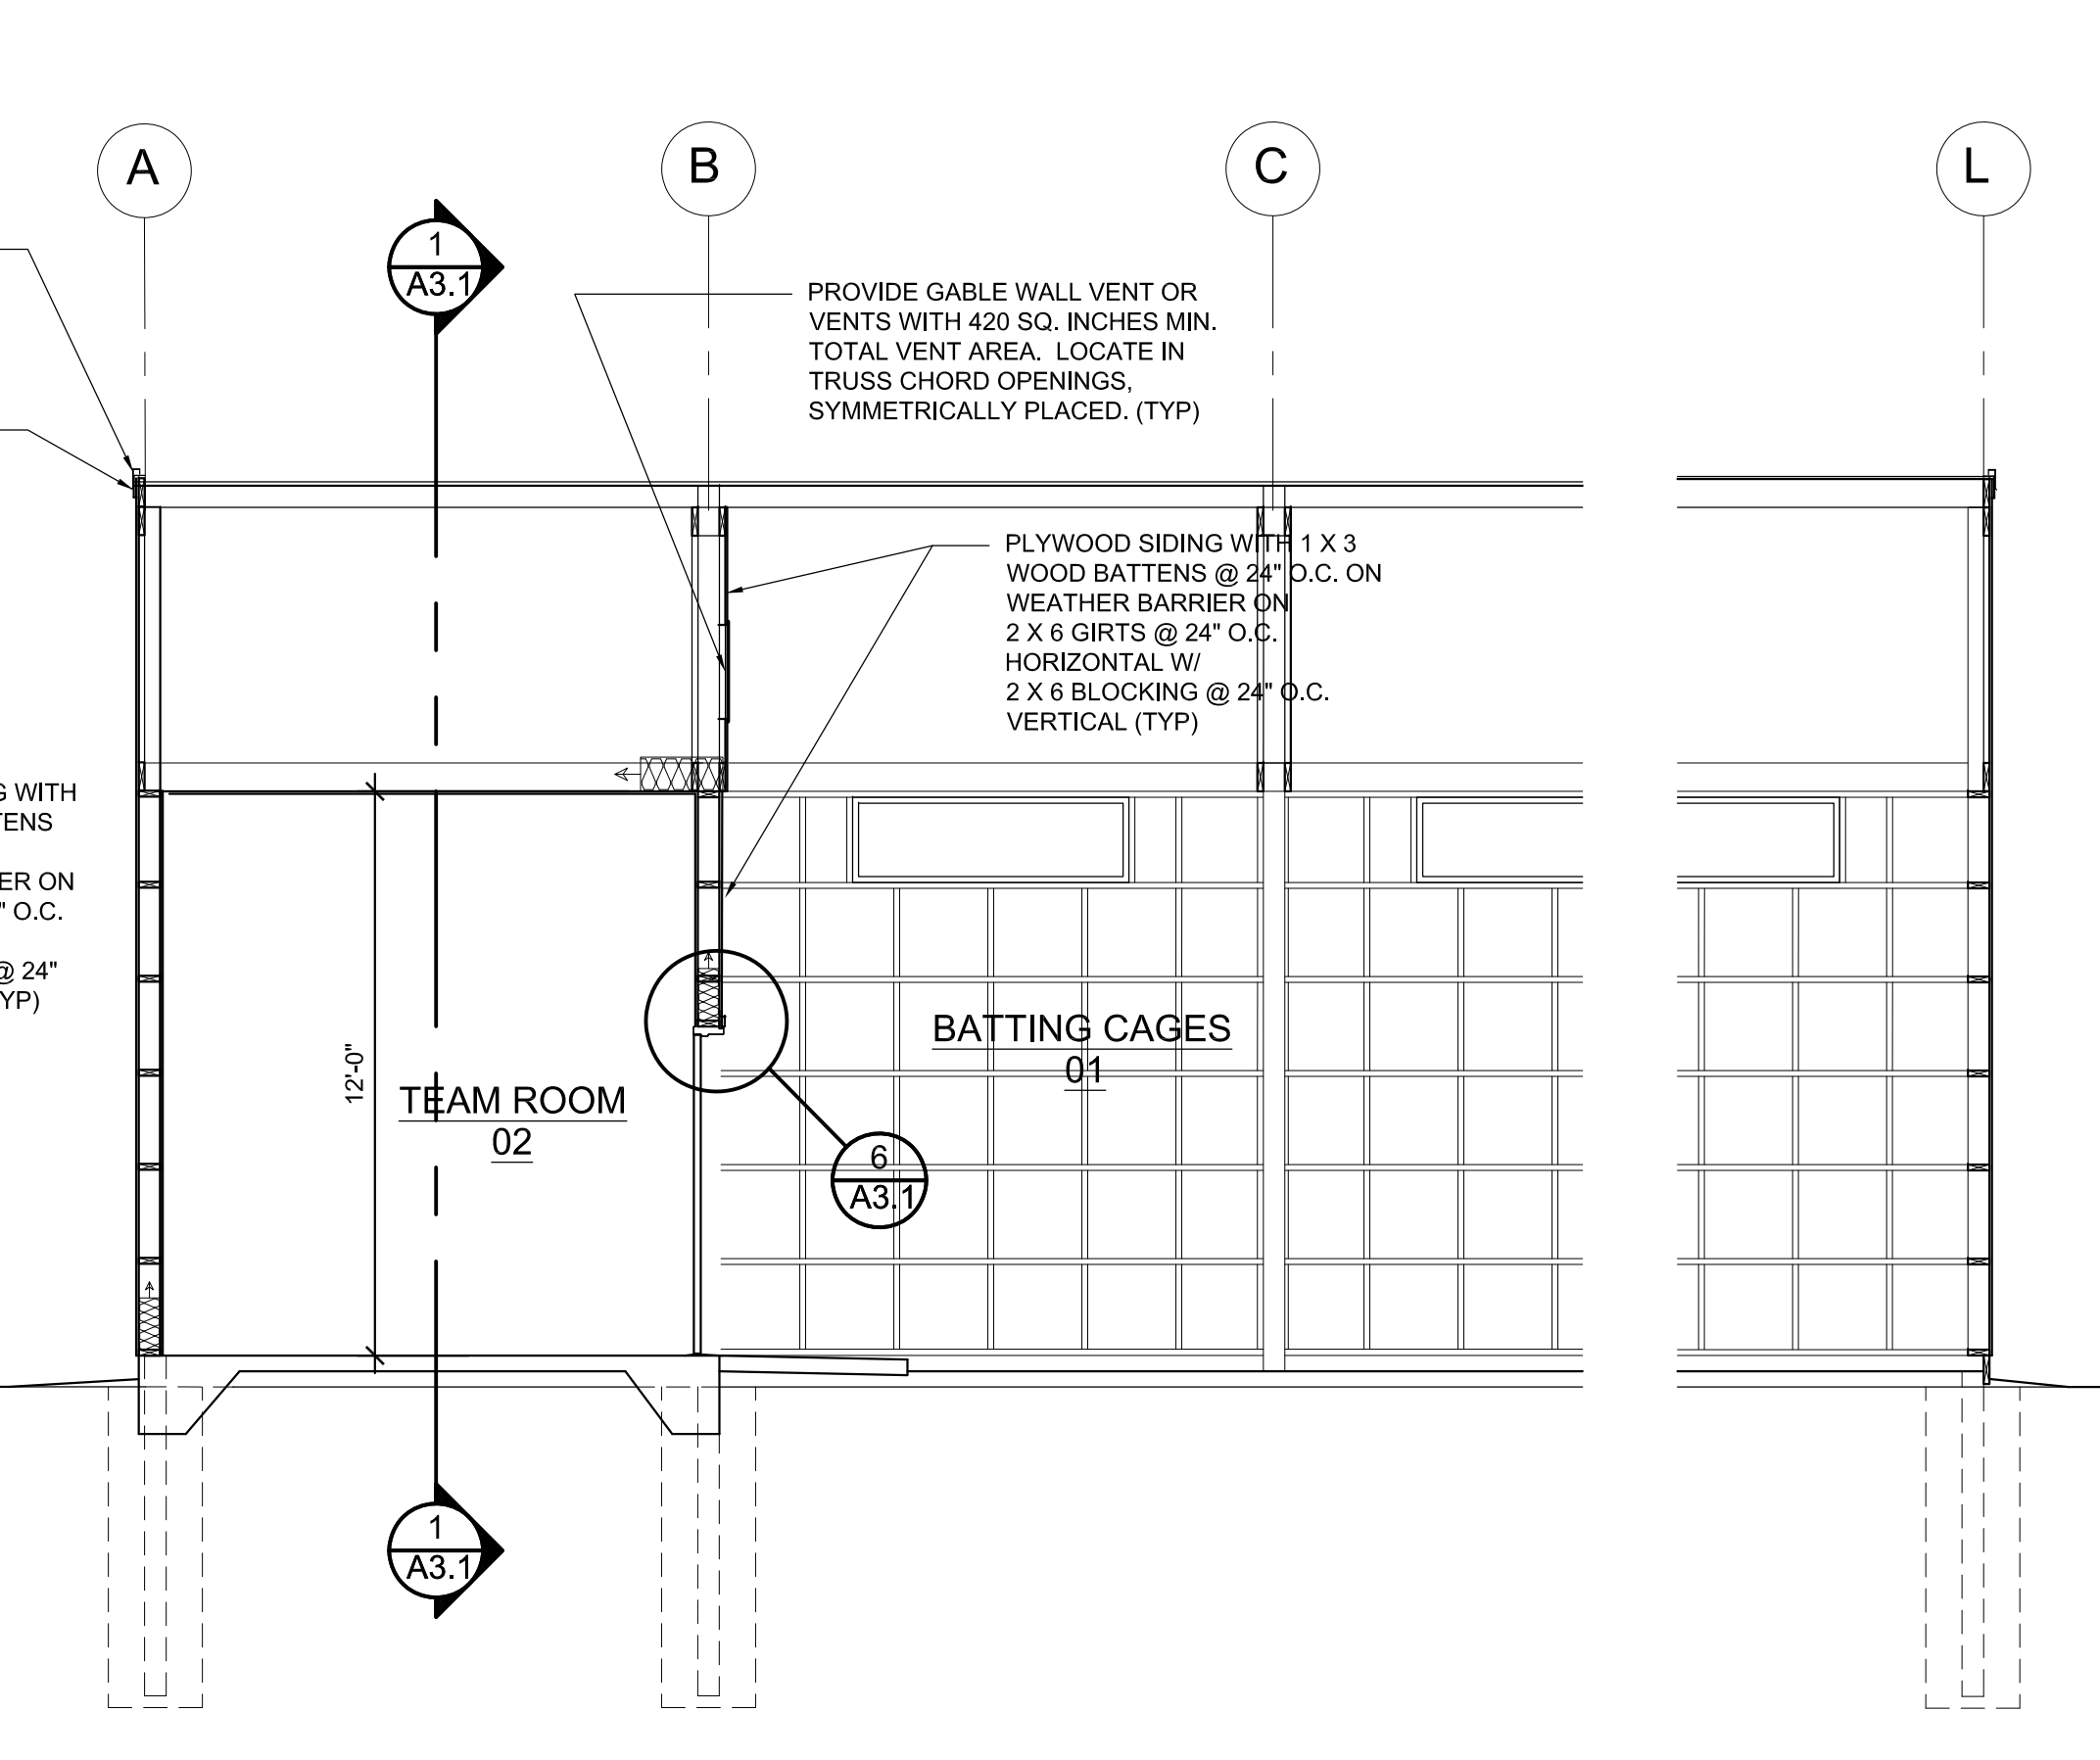 A
B
C
L
1
A3.1
PROVIDE GABLE WALL VENT OR
VENTS WITH 420 SQ. INCHES MIN.
TOTAL VENT AREA. LOCATE IN
TRUSS CHORD OPENINGS,
SYMMETRICALLY PLACED. (TYP)
PLYWOOD SIDING WITH 1 X 3
WOOD BATTENS @ 24" O.C. ON
WEATHER BARRIER ON
2 X 6 GIRTS @ 24" O.C.
HORIZONTAL W/
2 X 6 BLOCKING @ 24" O.C.
VERTICAL (TYP)
G WITH
TENS
ER ON
" O.C.
@ 24"
YP)
12'-0"
TEAM ROOM
02
BATTING CAGES
01
6
A3.1
1
A3.1